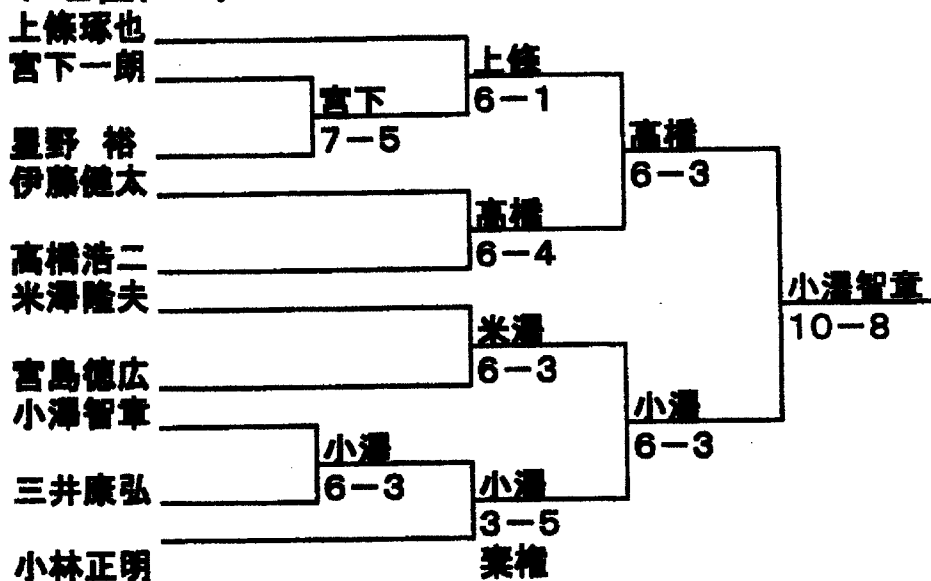 上條琢也
宮下一朗
星野 裕
伊藤健太
高橋浩二
米澤隆夫
宮島徳広
小澤智章
三井康弘
小林正明
宮下
7-5
小澤
6-3
上條
6-1
高橋
6-4
米澤
6-3
小澤
3-5
棄権
高橋
6-3
小澤
6-3
小澤智章
10-8